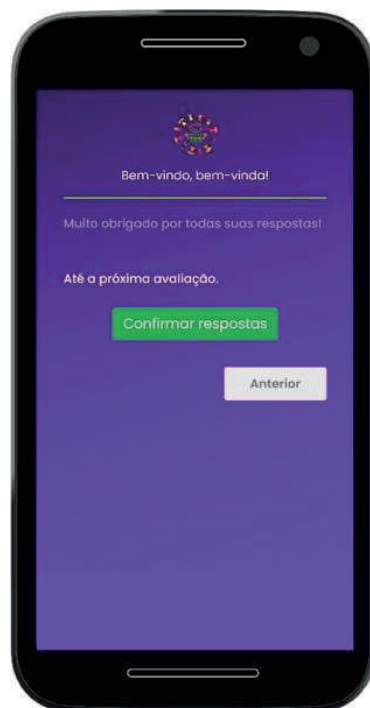 Bem-vindo, bem-vinda!
Muito obrigado por todas suas respostas!
Até a próxima avaliação.
Confirmar respostas
Anterior